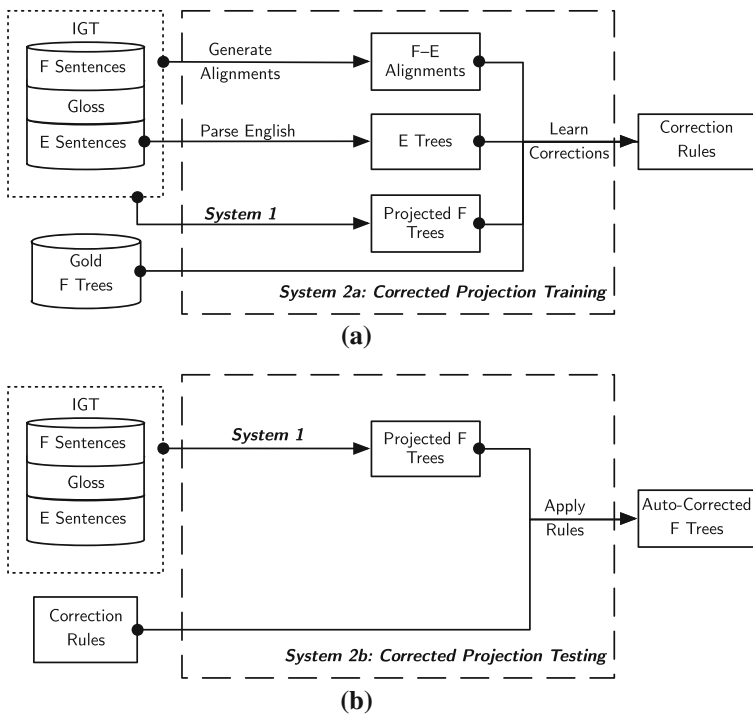 IGT
F Sentences
Gloss
E Sentences
Generate
Alignments
F–E
Alignments
Parse English
E Trees
Learn
Corrections
Correction
Rules
System 1
Projected F
Trees
Gold
F Trees
System 2a: Corrected Projection Training
(a)
IGT
F Sentences
Gloss
E Sentences
System 1
Projected F
Trees
Apply
Rules
Auto-Corrected
F Trees
Correction
Rules
System 2b: Corrected Projection Testing
(b)